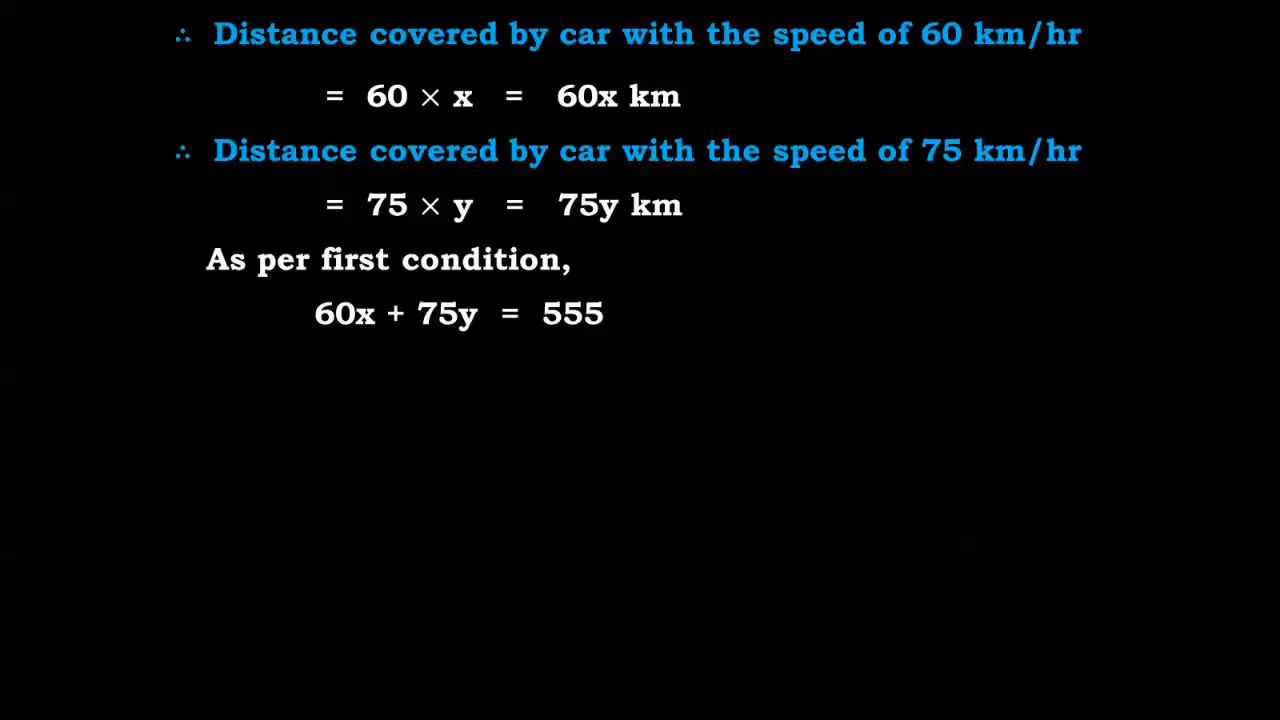 ∴ Distance covered by car with the speed of 60 km/hr
= 60 × x = 60x km
∴ Distance covered by car with the speed of 75 km/hr
= 75 × y = 75y km
As per first condition,
60x + 75y = 555